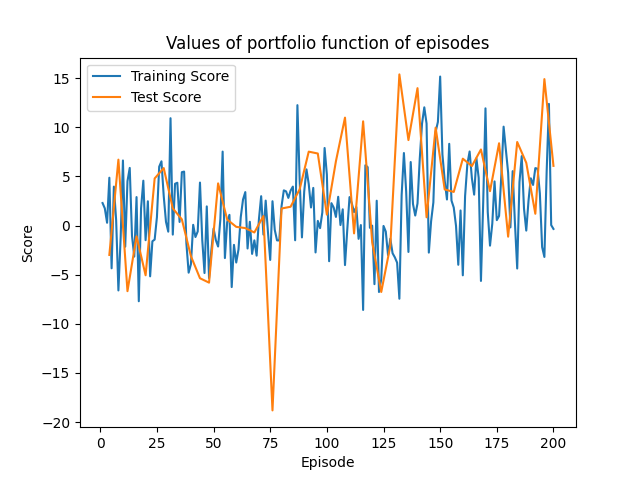 Values of portfolio function of episodes
Training Score
Test Score
15
10
5
0
−5
−10
−15
−20
Score
0 25 50 75 100 125 150 175 200
Episode